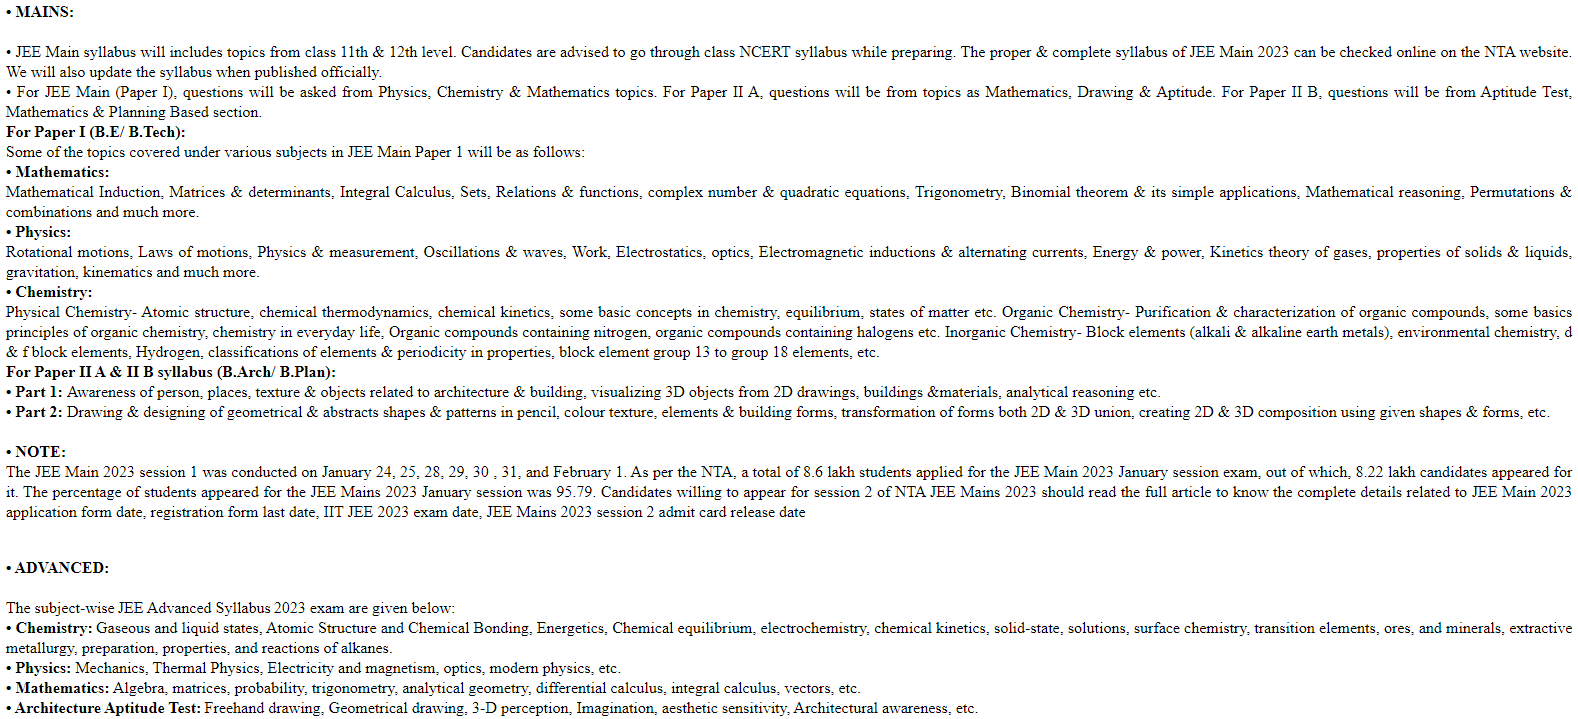 • MAINS:
• JEE Main syllabus will includes topics from class 11th & 12th level. Candidates are advised to go through class NCERT syllabus while preparing. The proper & complete syllabus of JEE Main 2023 can be checked online on the NTA website.
We will also update the syllabus when published officially.
• For JEE Main (Paper I), questions will be asked from Physics, Chemistry & Mathematics topics. For Paper II A, questions will be from topics as Mathematics, Drawing & Aptitude. For Paper II B, questions will be from Aptitude Test,
Mathematics & Planning Based section.
For Paper I (B.E/ B.Tech):
Some of the topics covered under various subjects in JEE Main Paper 1 will be as follows:
• Mathematics:
Mathematical Induction, Matrices & determinants, Integral Calculus, Sets, Relations & functions, complex number & quadratic equations, Trigonometry, Binomial theorem & its simple applications, Mathematical reasoning, Permutations &
combinations and much more.
• Physics:
Rotational motions, Laws of motions, Physics & measurement, Oscillations & waves, Work, Electrostatics, optics, Electromagnetic inductions & alternating currents, Energy & power, Kinetics theory of gases, properties of solids & liquids,
gravitation, kinematics and much more.
• Chemistry:
Physical Chemistry- Atomic structure, chemical thermodynamics, chemical kinetics, some basic concepts in chemistry, equilibrium, states of matter etc. Organic Chemistry- Purification & characterization of organic compounds, some basics
principles of organic chemistry, chemistry in everyday life, Organic compounds containing nitrogen, organic compounds containing halogens etc. Inorganic Chemistry- Block elements (alkali & alkaline earth metals), environmental chemistry, d
& f block elements, Hydrogen, classifications of elements & periodicity in properties, block element group 13 to group 18 elements, etc.
For Paper II A & II B syllabus (B.Arch/ B.Plan):
• Part 1: Awareness of person, places, texture & objects related to architecture & building, visualizing 3D objects from 2D drawings, buildings &materials, analytical reasoning etc.
• Part 2: Drawing & designing of geometrical & abstracts shapes & patterns in pencil, colour texture, elements & building forms, transformation of forms both 2D & 3D union, creating 2D & 3D composition using given shapes & forms, etc.
• NOTE:
The JEE Main 2023 session 1 was conducted on January 24, 25, 28, 29, 30 , 31, and February 1. As per the NTA, a total of 8.6 lakh students applied for the JEE Main 2023 January session exam, out of which, 8.22 lakh candidates appeared for
it. The percentage of students appeared for the JEE Mains 2023 January session was 95.79. Candidates willing to appear for session 2 of NTA JEE Mains 2023 should read the full article to know the complete details related to JEE Main 2023
application form date, registration form last date, IIT JEE 2023 exam date, JEE Mains 2023 session 2 admit card release date
• ADVANCED:
The subject-wise JEE Advanced Syllabus 2023 exam are given below:
• Chemistry: Gaseous and liquid states, Atomic Structure and Chemical Bonding, Energetics, Chemical equilibrium, electrochemistry, chemical kinetics, solid-state, solutions, surface chemistry, transition elements, ores, and minerals, extractive
metallurgy, preparation, properties, and reactions of alkanes.
• Physics: Mechanics, Thermal Physics, Electricity and magnetism, optics, modern physics, etc.
• Mathematics: Algebra, matrices, probability, trigonometry, analytical geometry, differential calculus, integral calculus, vectors, etc.
• Architecture Aptitude Test: Freehand drawing, Geometrical drawing, 3-D perception, Imagination, aesthetic sensitivity, Architectural awareness, etc.